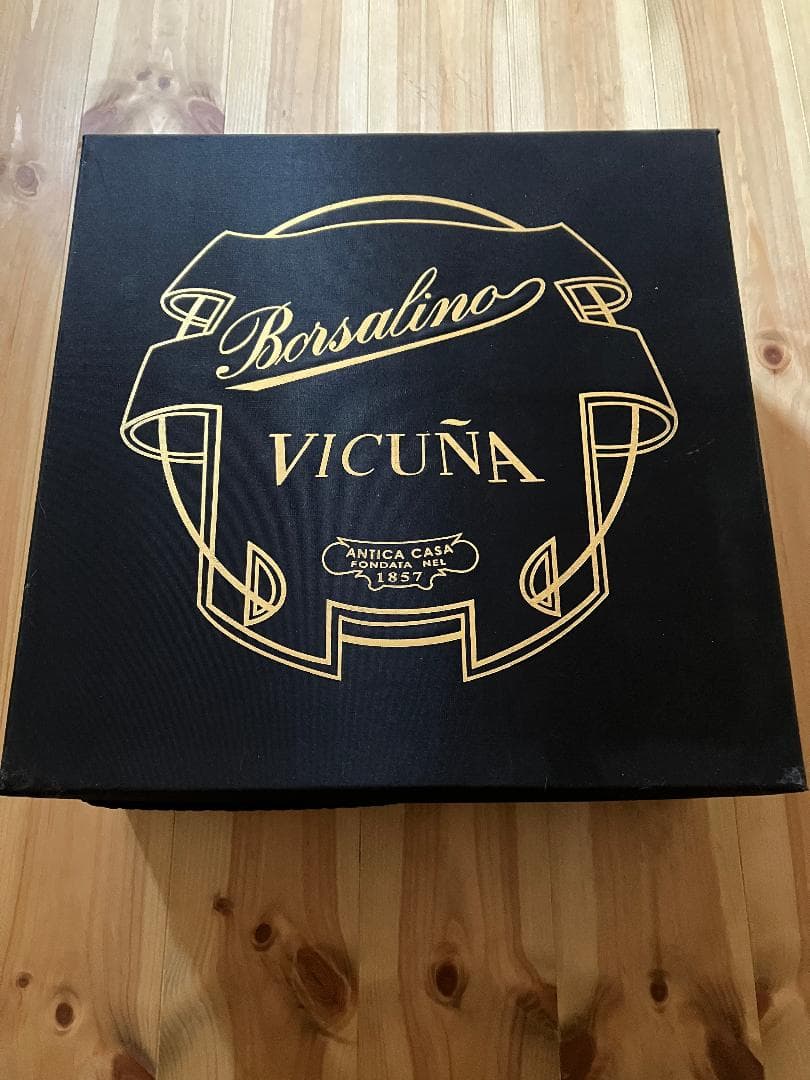 Borsalino
VICUÑA
ANTICA CASA
FONDATA NEL
1857